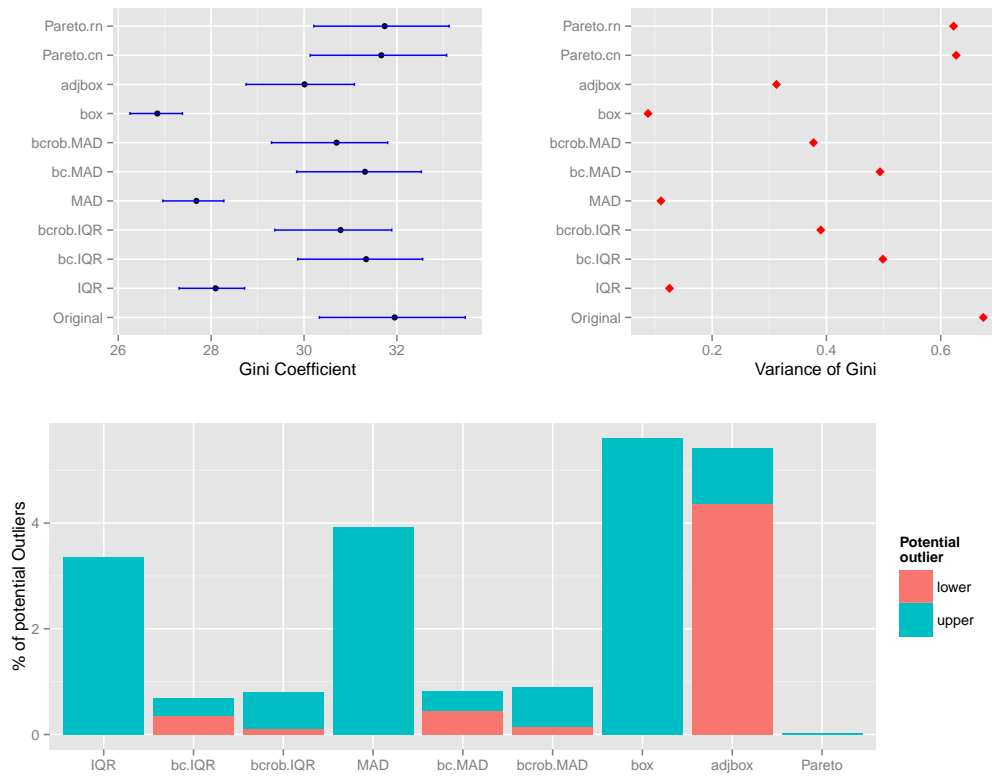 Pareto.rn
Pareto.cn
adjbox
box
bcrob.MAD
bc.MAD
MAD
bcrob.IQR
bc.IQR
IQR
Original
26 28 30 32
Gini Coefficient
Pareto.rn
Pareto.cn
adjbox
box
bcrob.MAD
bc.MAD
MAD
bcrob.IQR
bc.IQR
IQR
Original
0.2 0.4 0.6
Variance of Gini
% of potential Outliers
4
2
0
IQR bc.IQR bcrob.IQR MAD bc.MAD bcrob.MAD box adjbox Pareto
Potential
outlier
lower
upper